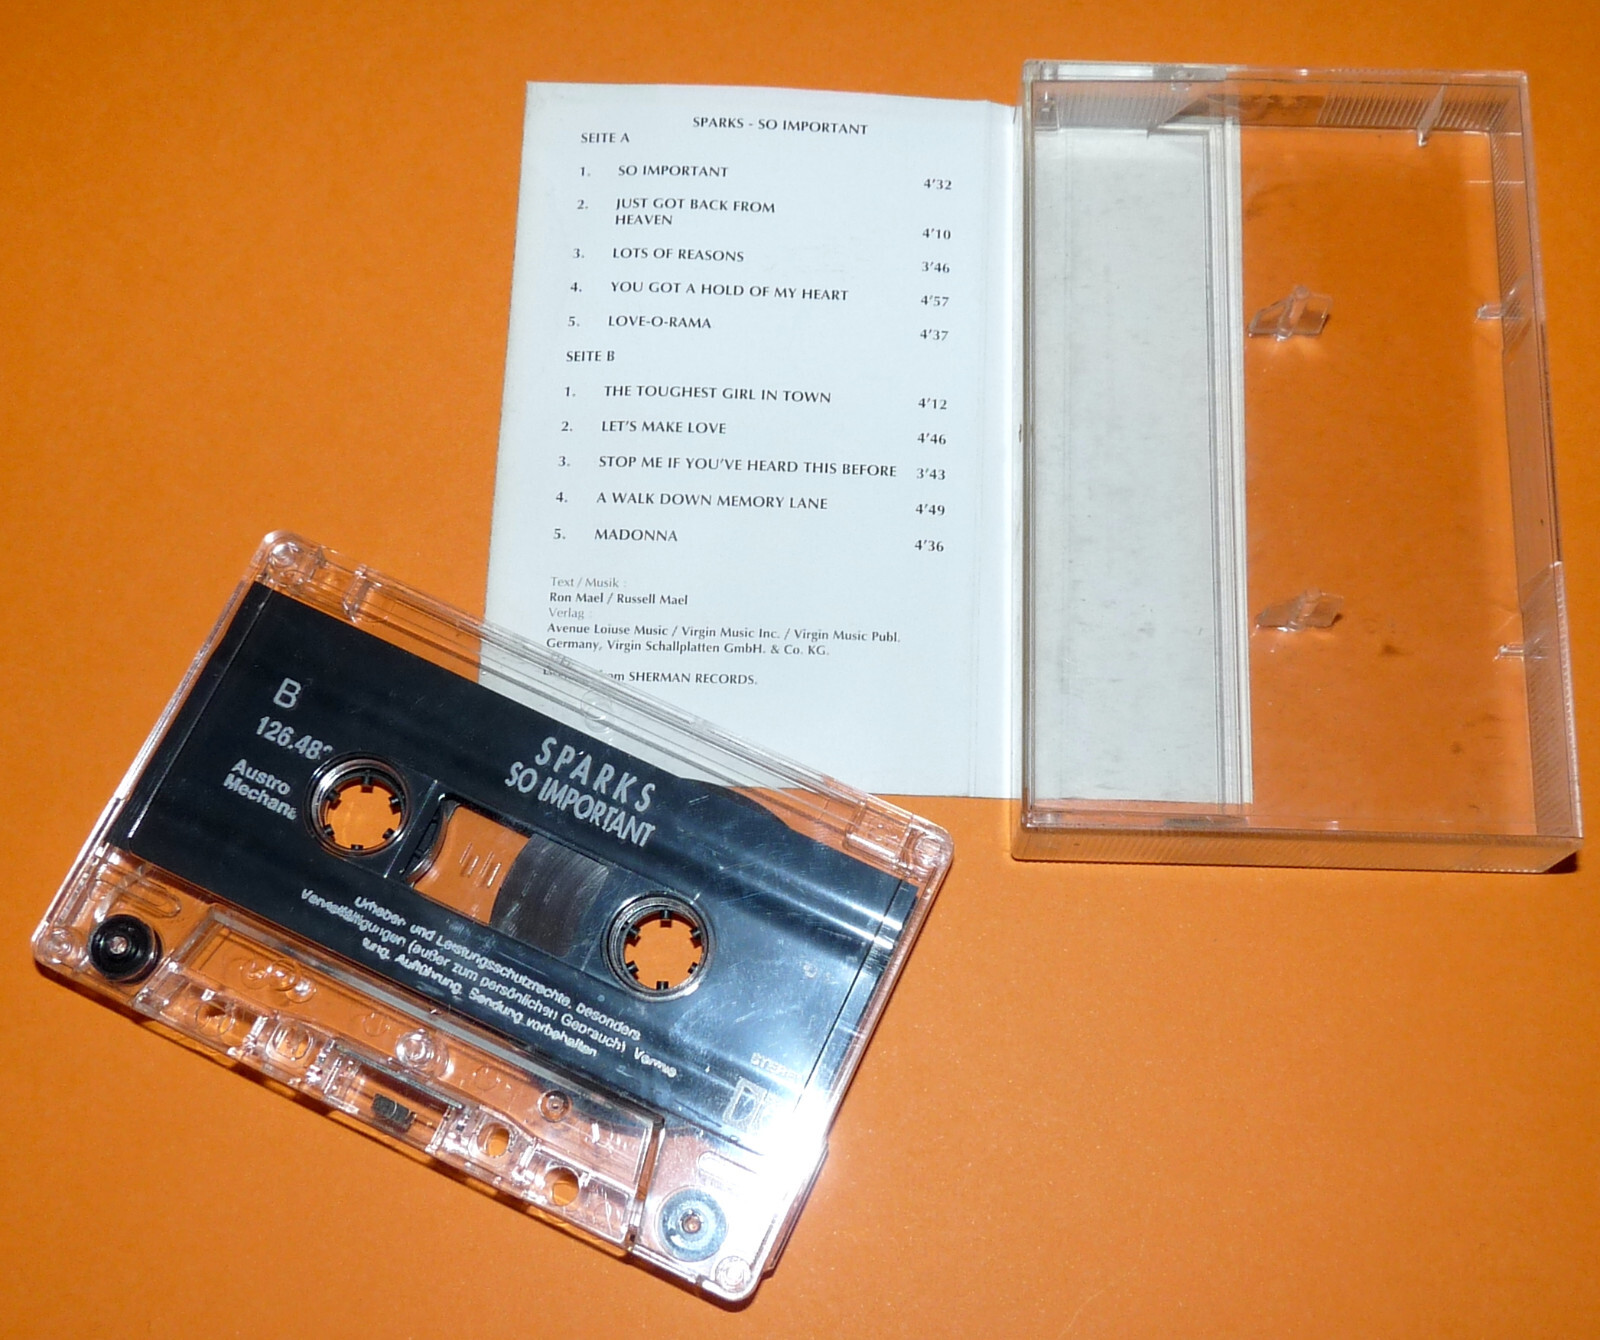 SPARKS - SO IMPORTANT
SEITE A
1. SO IMPORTANT 4'32
2. JUST GOT BACK FROM
HEAVEN 4'10
3. LOTS OF REASONS 3'46
4. YOU GOT A HOLD OF MY HEART 4'57
5. LOVE-O-RAMA 4'37
SEITE B
1. THE TOUGHEST GIRL IN TOWN 4'12
2. LET'S MAKE LOVE 4'46
3. STOP ME IF YOU'VE HEARD THIS BEFORE 3'43
4. A WALK DOWN MEMORY LANE 4'49
5. MADONNA 4'36
Text / Musik :
Ron Mael / Russell Mael
Verlag :
Avenue Loiuse Music / Virgin Music Inc. / Virgin Music Publ.
Germany, Virgin Schallplatten GmbH. & Co. KG.
from SHERMAN RECORDS.
B
126.48
Austro
Mechana
SPARKS
SO IMPORTANT
Urheber- und Leistungsschutzrechte, besonders
Vervielfältigungen (außer zum persönlichen Gebrauch) Vermie
tung, Aufführung, Sendung vorbehalten
STEREO